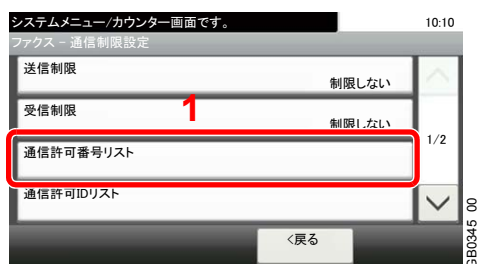 システムメニュー/カウンター画面です。
10:10
ファクス - 通信制限設定
送信制限
制限しない
受信制限
制限しない
1
通信許可番号リスト
1/2
通信許可IDリスト
<戻る
GB0345_00